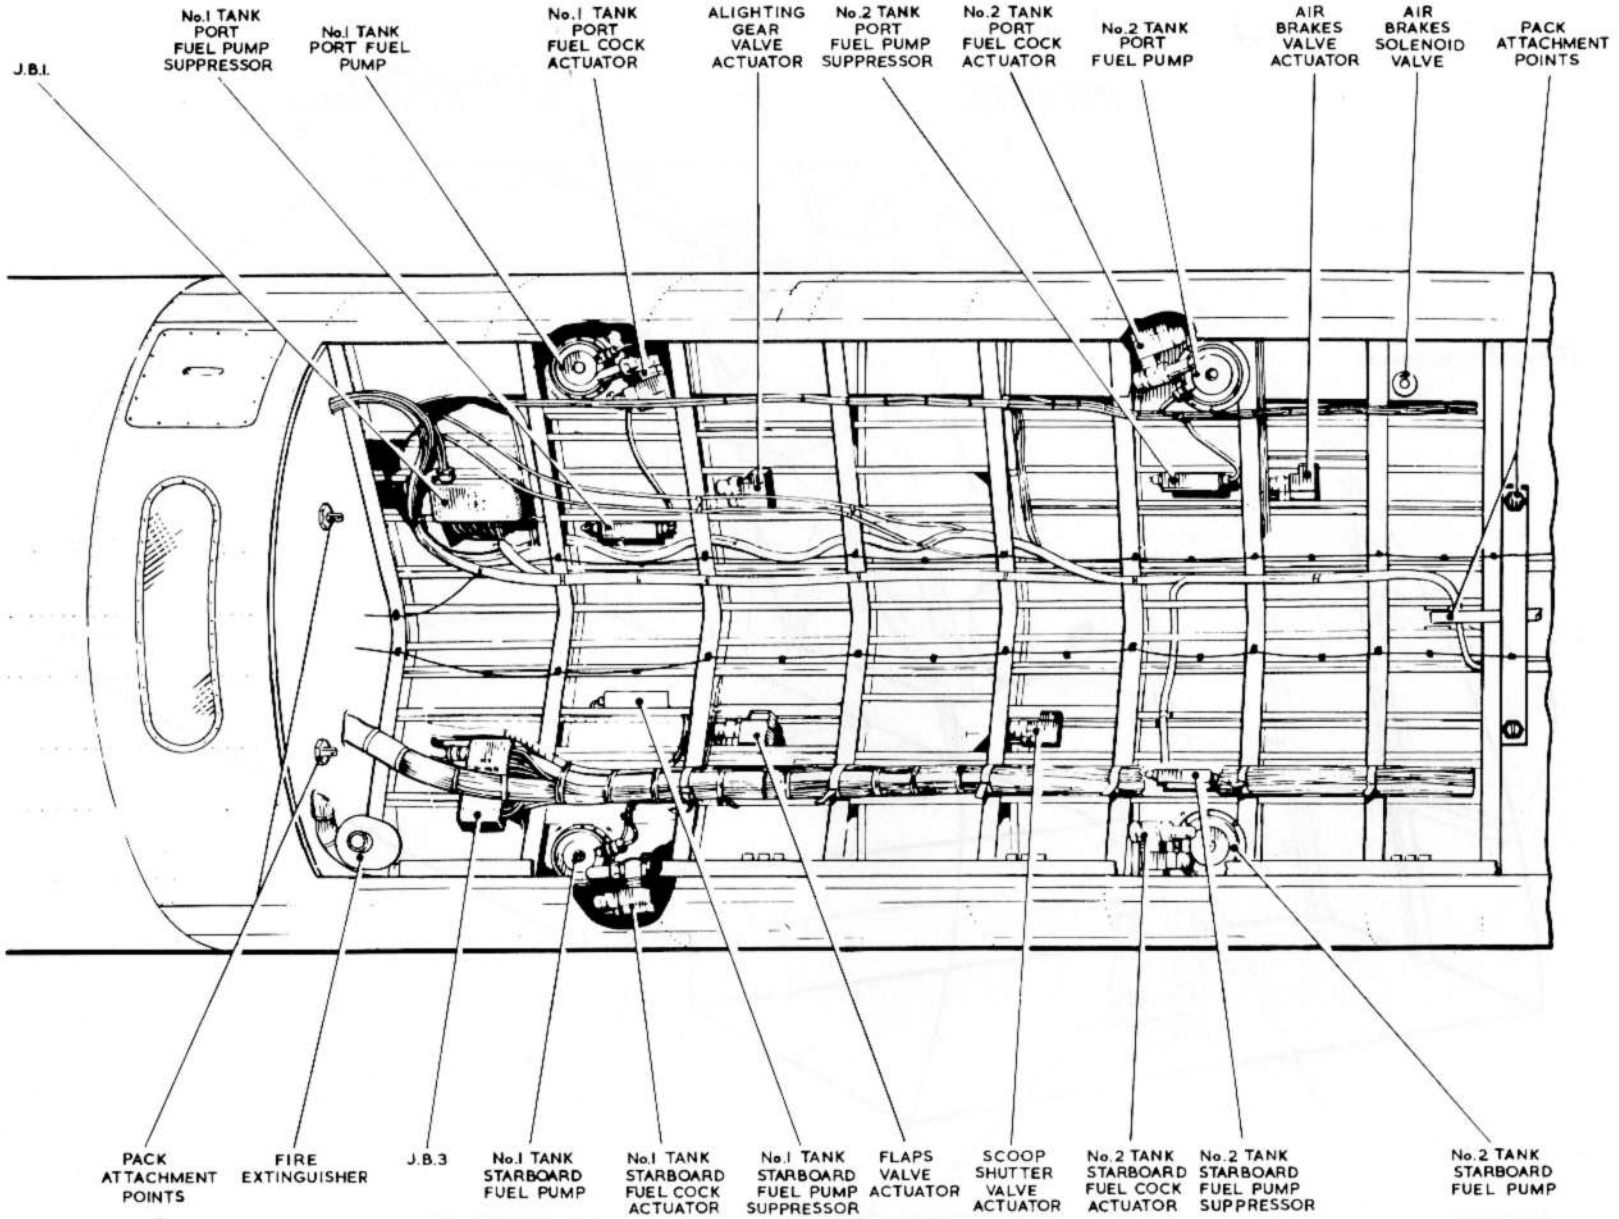 J.B.1.
No.1 TANK
PORT
FUEL PUMP
SUPPRESSOR
No.1 TANK
PORT FUEL
PUMP
No.1 TANK
PORT
FUEL COCK
ACTUATOR
ALIGHTING
GEAR
VALVE
ACTUATOR
No.2 TANK
PORT
FUEL PUMP
SUPPRESSOR
No.2 TANK
PORT
FUEL COCK
ACTUATOR
No.2 TANK
PORT
FUEL PUMP
AIR
BRAKES
VALVE
ACTUATOR
AIR
BRAKES
SOLENOID
VALVE
PACK
ATTACHMENT
POINTS
PACK
ATTACHMENT
POINTS
FIRE
EXTINGUISHER
J.B.3
No.1 TANK
STARBOARD
FUEL PUMP
No.1 TANK
STARBOARD
FUEL COCK
ACTUATOR
No.1 TANK
STARBOARD
FUEL PUMP
SUPPRESSOR
FLAPS
VALVE
ACTUATOR
SCOOP
SHUTTER
VALVE
ACTUATOR
No.2 TANK
STARBOARD
FUEL COCK
ACTUATOR
No.2 TANK
STARBOARD
FUEL PUMP
SUPPRESSOR
No.2 TANK
STARBOARD
FUEL PUMP